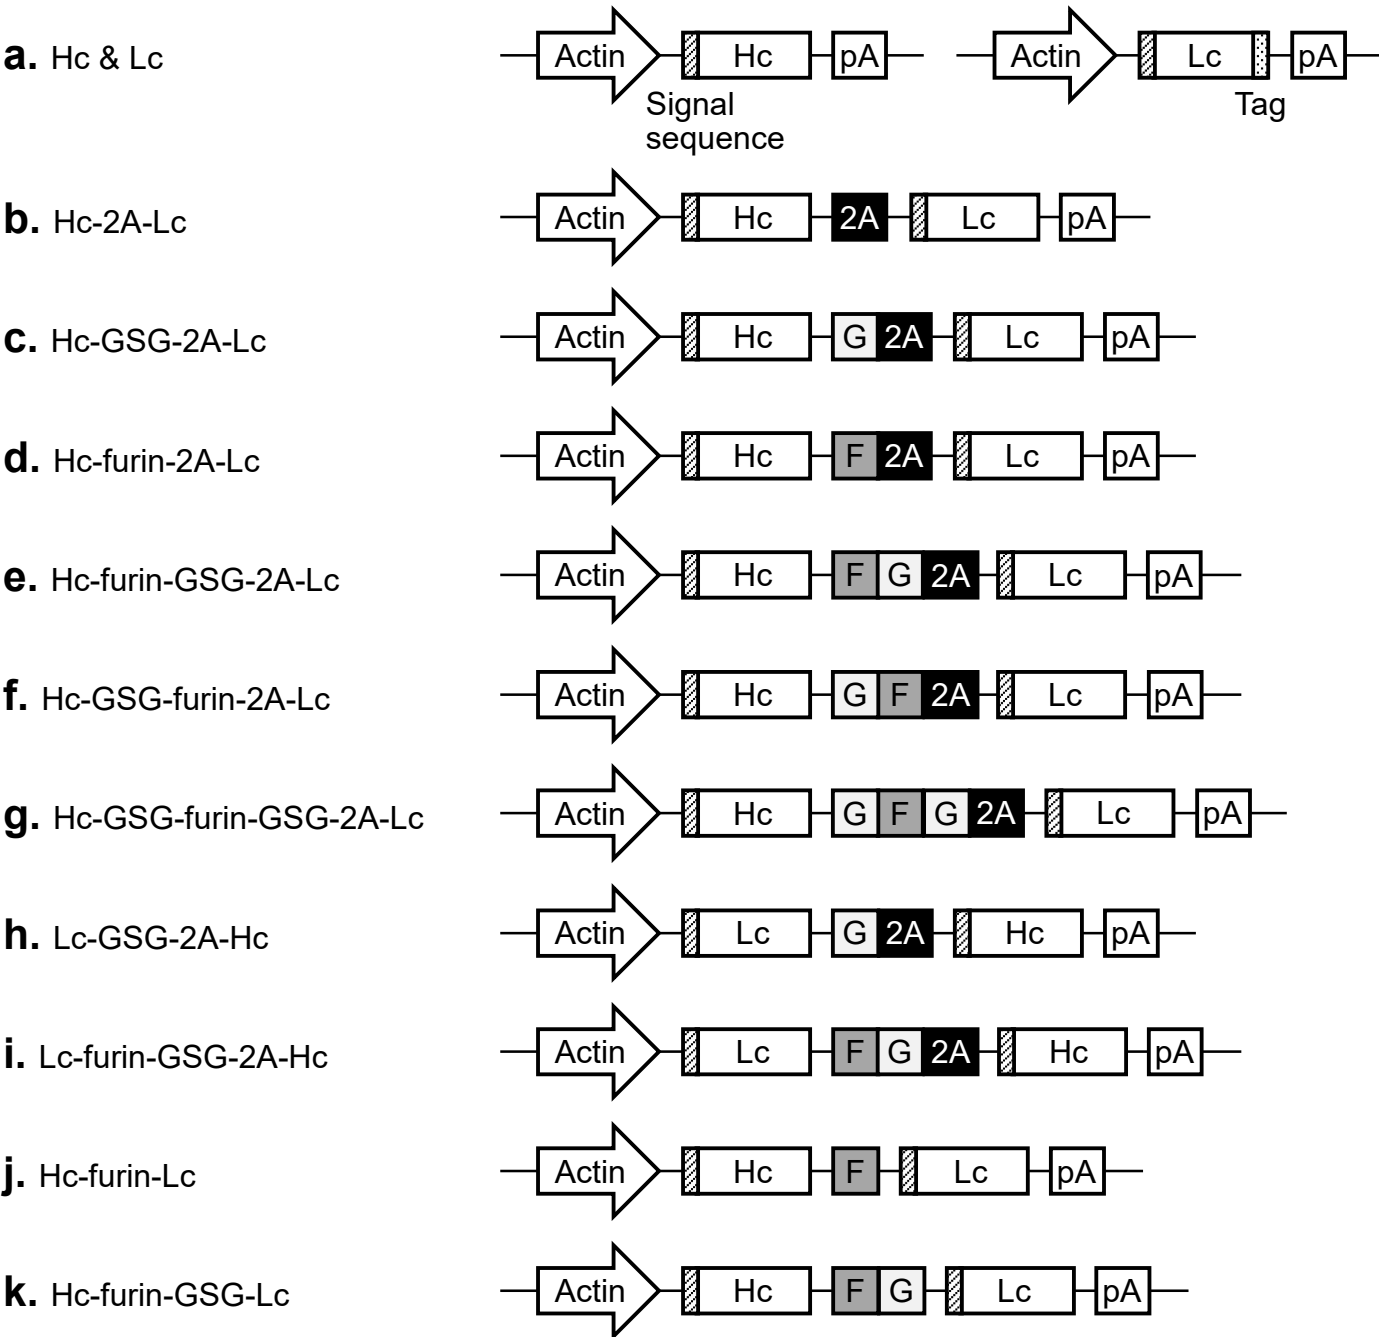 a. Hc & Lc Actin Hc pA Actin Lc pA
Signal sequence Tag
b. Hc-2A-Lc Actin Hc 2A Lc pA
c. Hc-GSG-2A-Lc Actin Hc G 2A Lc pA
d. Hc-furin-2A-Lc Actin Hc F 2A Lc pA
e. Hc-furin-GSG-2A-Lc Actin Hc F G 2A Lc pA
f. Hc-GSG-furin-2A-Lc Actin Hc G F 2A Lc pA
g. Hc-GSG-furin-GSG-2A-Lc Actin Hc G F G 2A Lc pA
h. Lc-GSG-2A-Hc Actin Lc G 2A Hc pA
i. Lc-furin-GSG-2A-Hc Actin Lc F G 2A Hc pA
j. Hc-furin-Lc Actin Hc F Lc pA
k. Hc-furin-GSG-Lc Actin Hc F G Lc pA